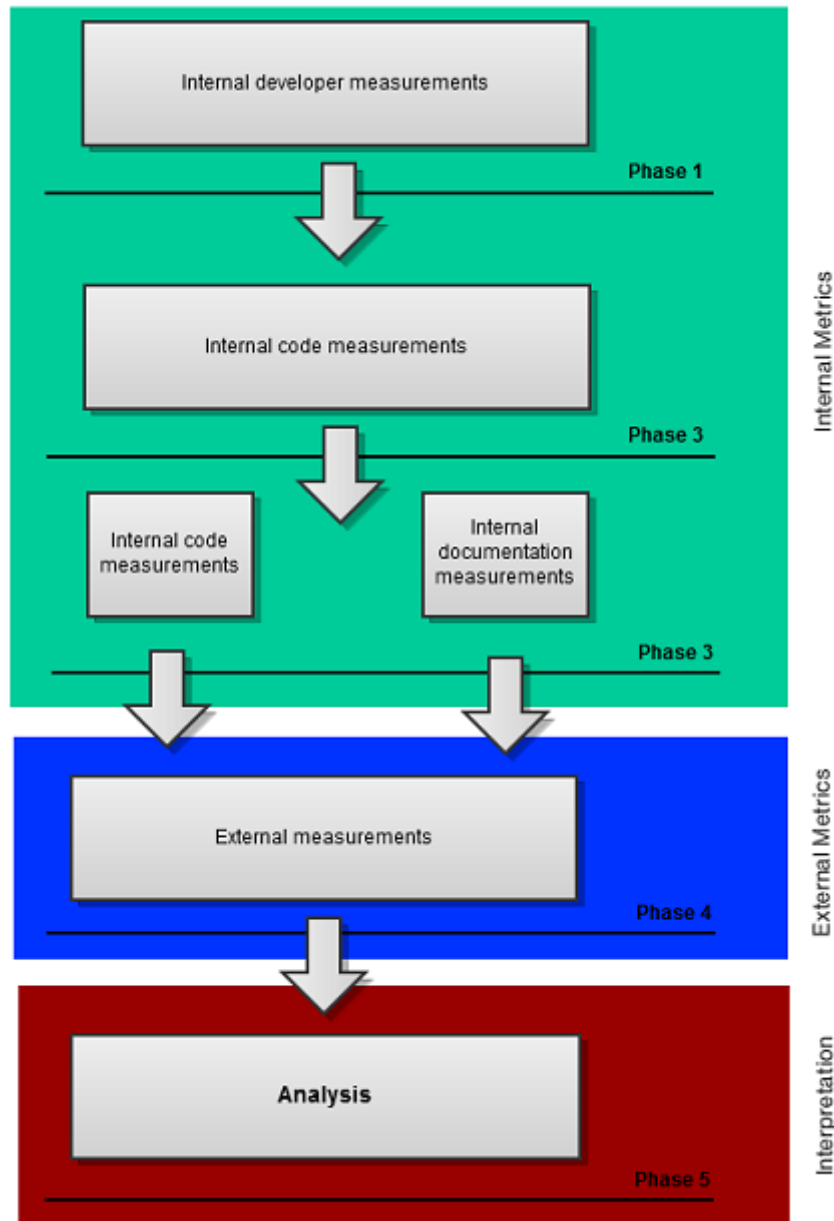 Internal developer measurements
Phase 1
Internal code measurements
Phase 3
Internal code
measurements
Internal
documentation
measurements
Phase 3
Internal Metrics
External measurements
Phase 4
External Metrics
Analysis
Phase 5
Interpretation